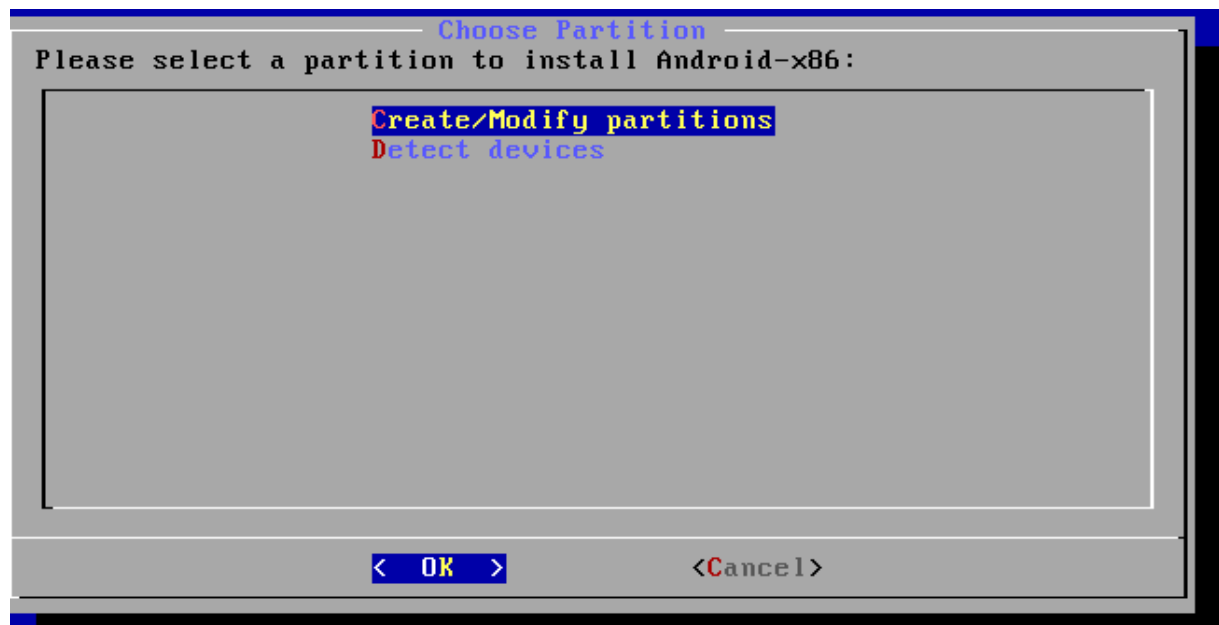 Choose Partition
Please select a partition to install Android-x86:
Create/Modify partitions
Detect devices
< OK > <Cancel>